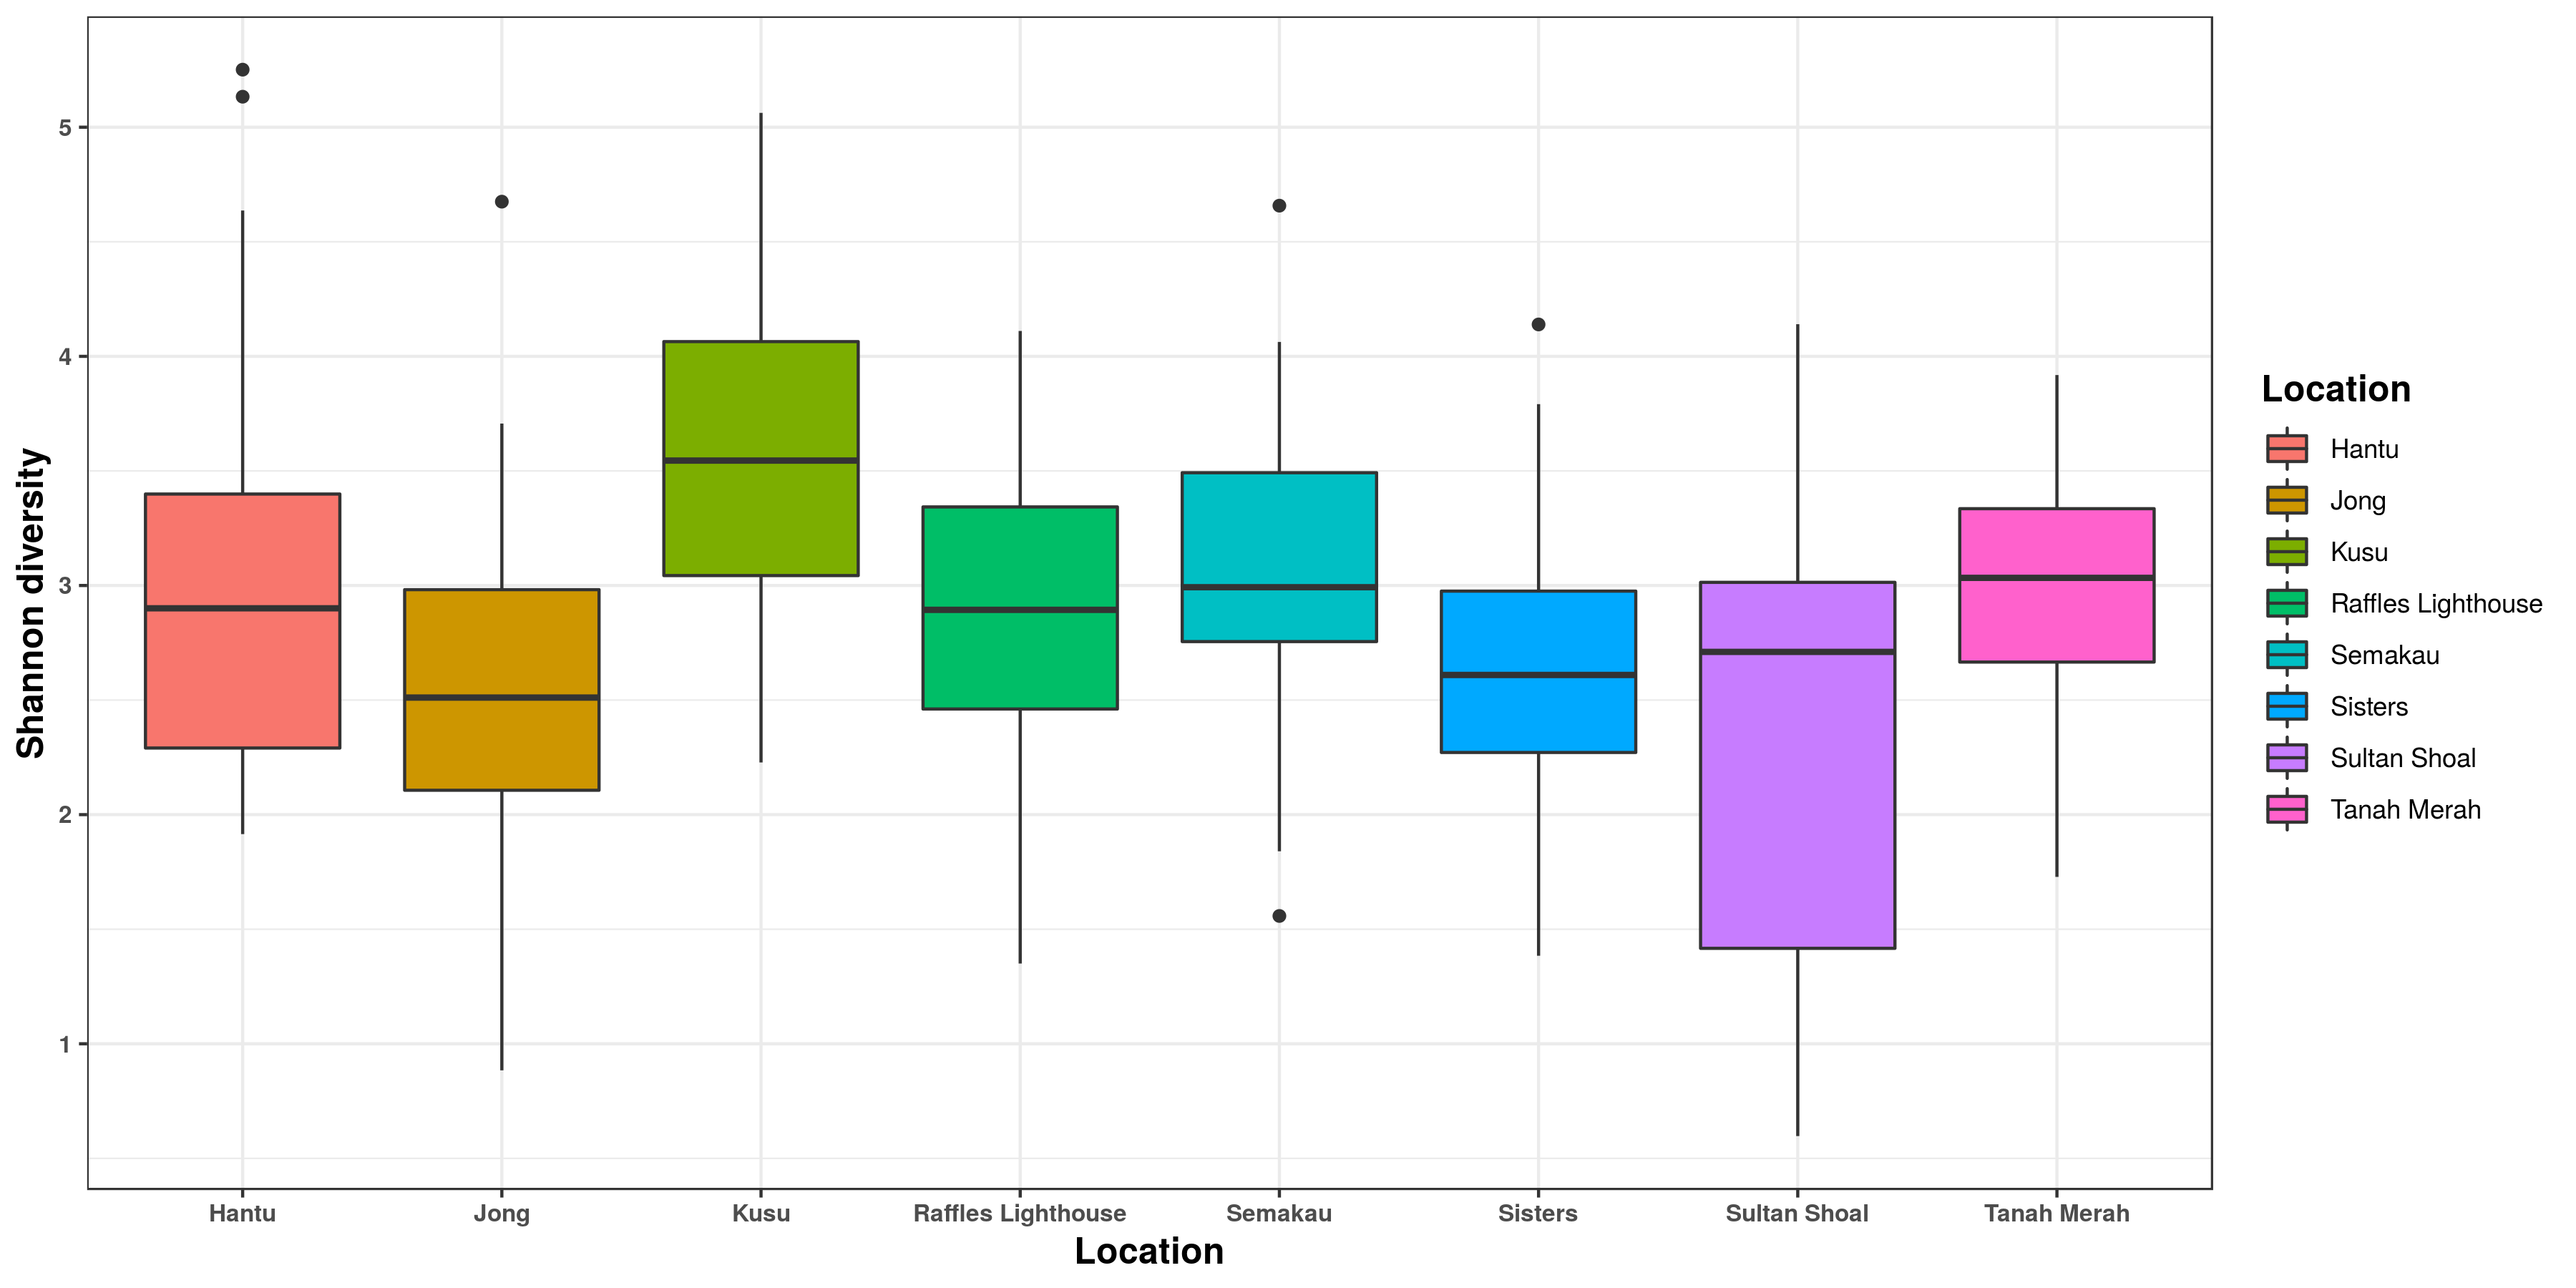 Shannon diversity
5
4
3
2
1
Hantu Jong Kusu Raffles Lighthouse Semakau Sisters Sultan Shoal Tanah Merah
Location
Location
Hantu
Jong
Kusu
Raffles Lighthouse
Semakau
Sisters
Sultan Shoal
Tanah Merah